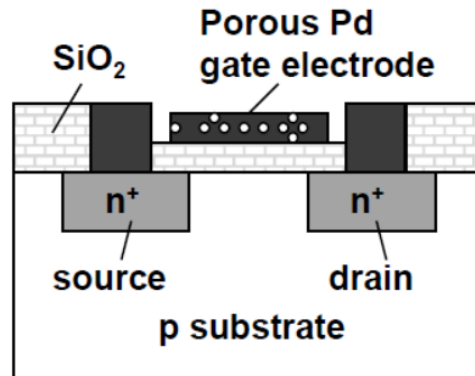 Porous Pd
SiO₂
gate electrode
n⁺
n⁺
source
drain
p substrate